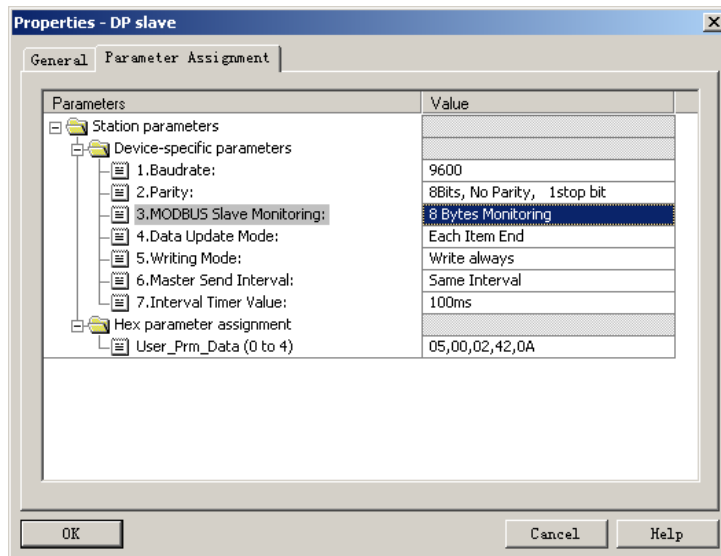 Properties - DP slave
General Parameter Assignment
Parameters Value
Station parameters
Device-specific parameters
1.Baudrate: 9600
2.Parity: 8Bits, No Parity, 1stop bit
3.MODBUS Slave Monitoring: 8 Bytes Monitoring
4.Data Update Mode: Each Item End
5.Writing Mode: Write always
6.Master Send Interval: Same Interval
7.Interval Timer Value: 100ms
Hex parameter assignment
User_Prm_Data (0 to 4) 05,00,02,42,0A
OK Cancel Help